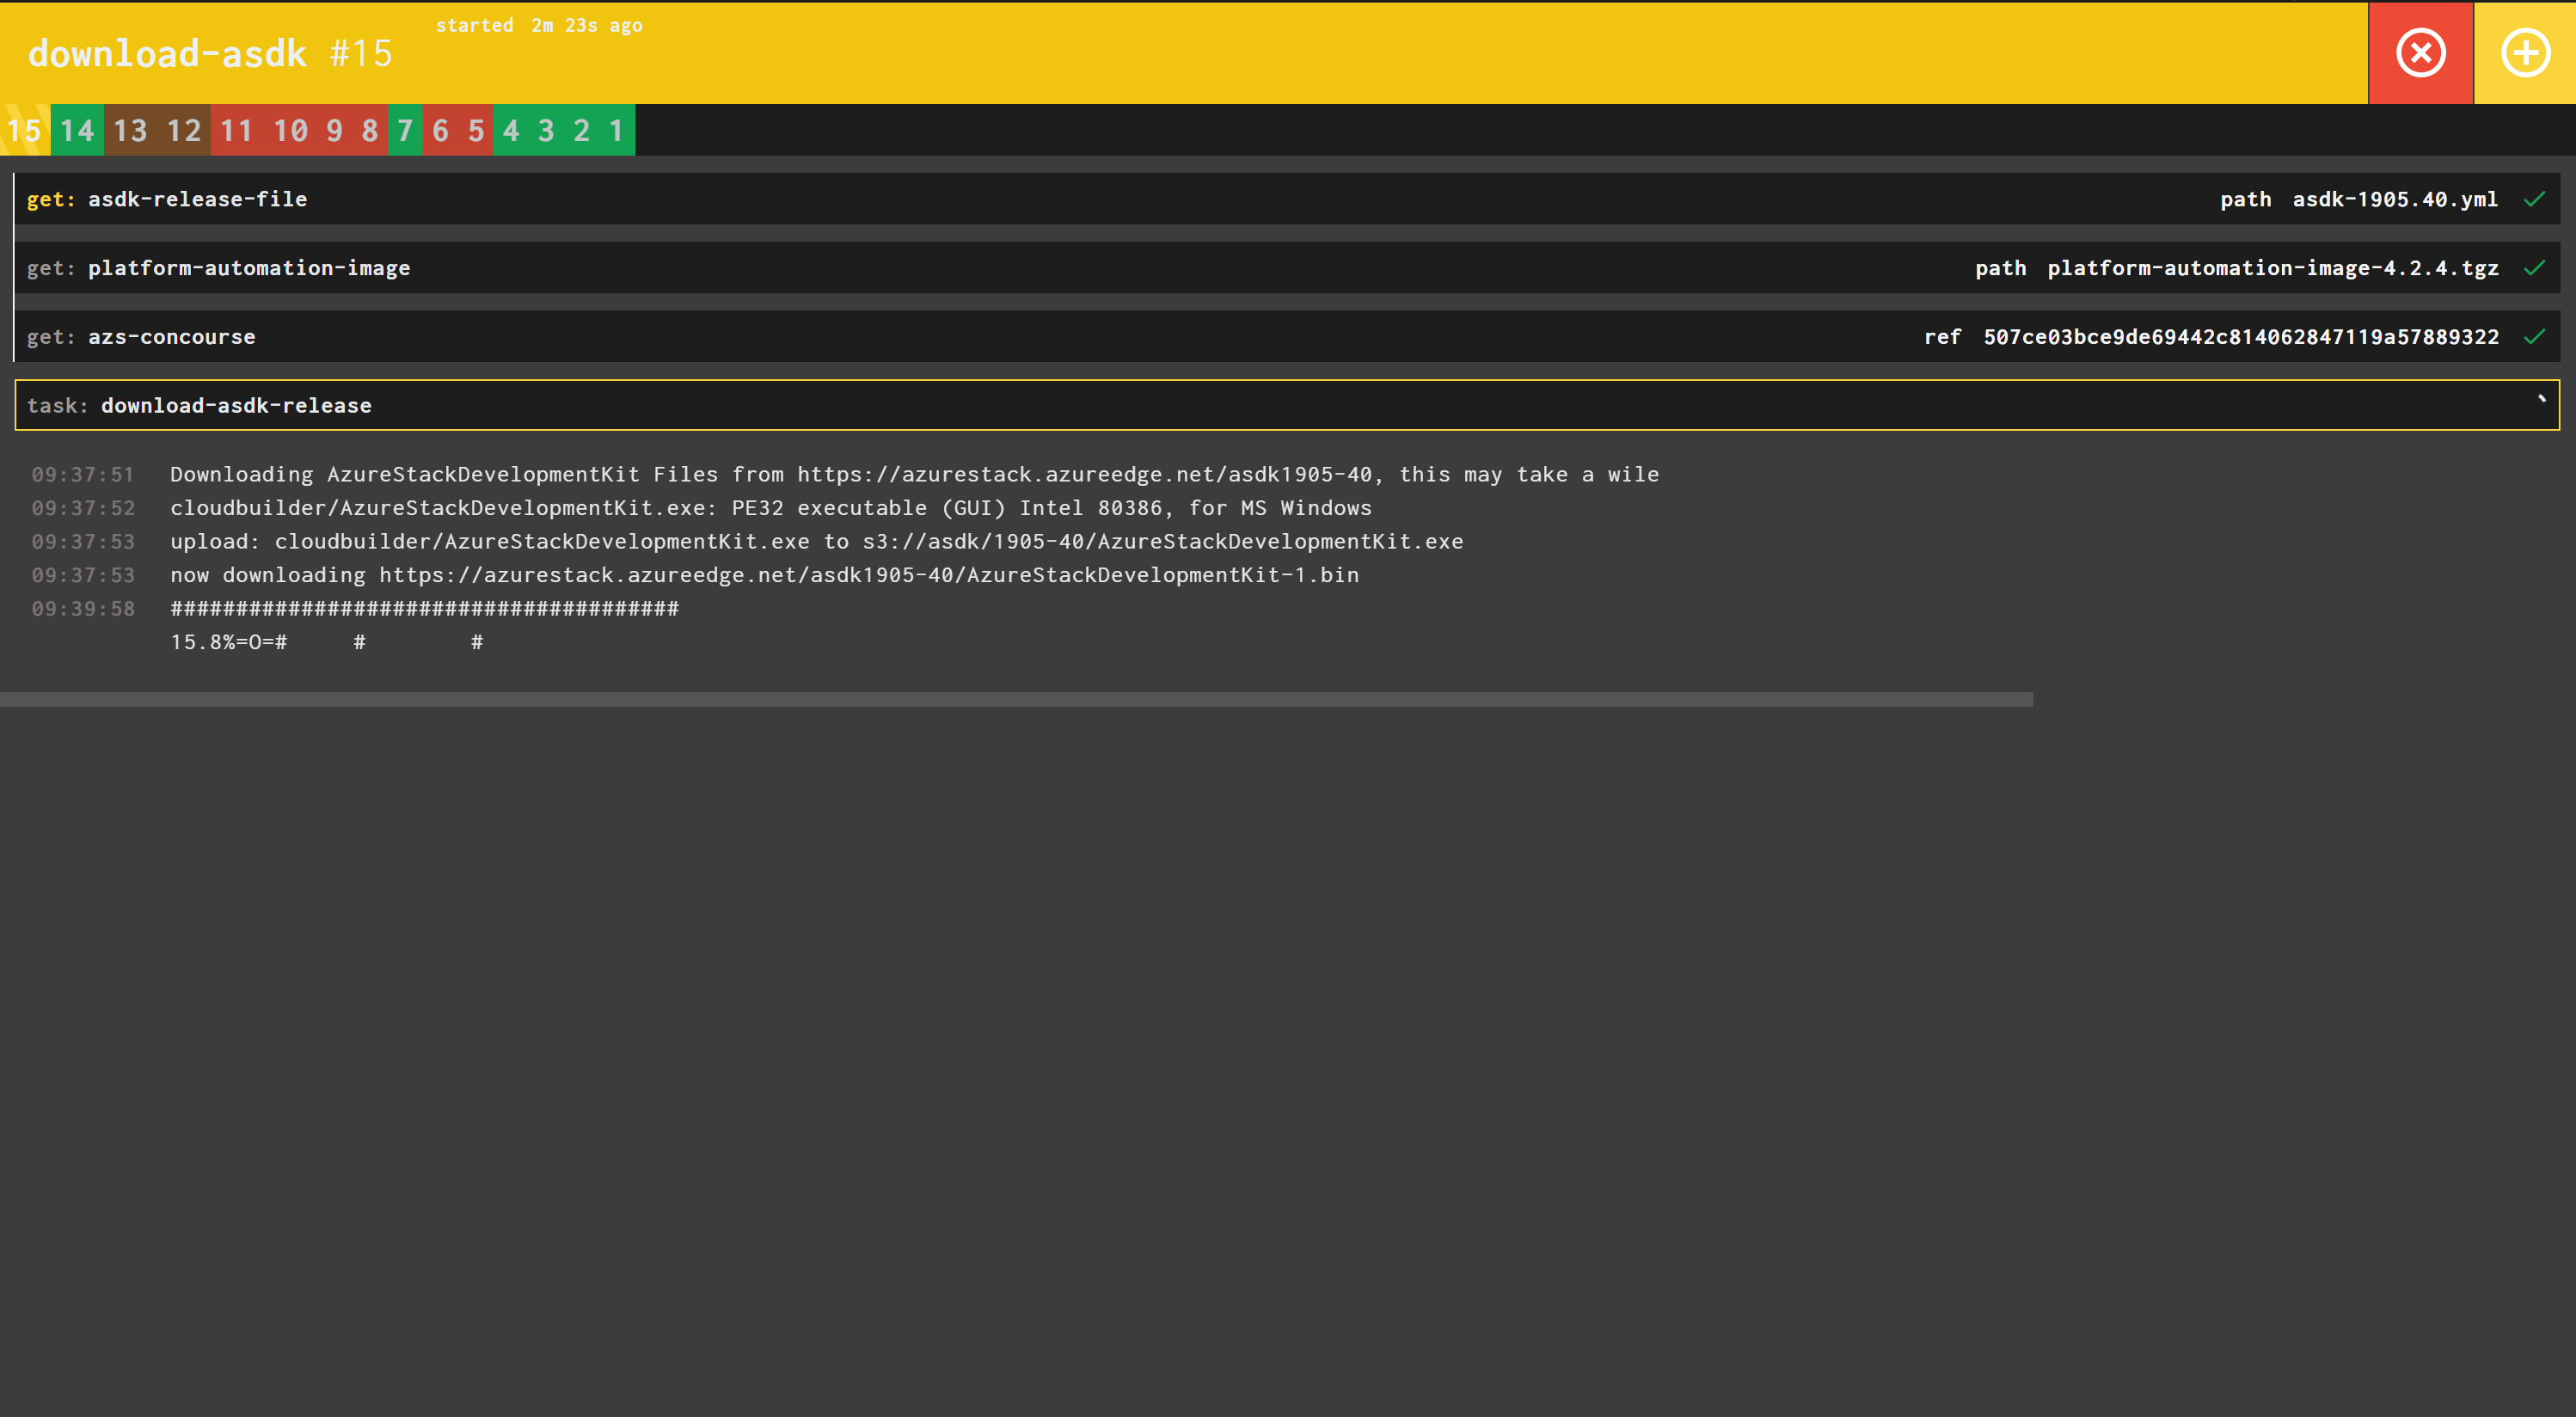 download-asdk #15 started 2m 23s ago
15 14 13 12 11 10 9 8 7 6 5 4 3 2 1
get: asdk-release-file path asdk-1905.40.yml
get: platform-automation-image path platform-automation-image-4.2.4.tgz
get: azs-concourse ref 507ce03bce9de69442c814062847119a57889322
task: download-asdk-release
09:37:51 Downloading AzureStackDevelopmentKit Files from https://azurestack.azureedge.net/asdk1905-40, this may take a wile
09:37:52 cloudbuilder/AzureStackDevelopmentKit.exe: PE32 executable (GUI) Intel 80386, for MS Windows
09:37:53 upload: cloudbuilder/AzureStackDevelopmentKit.exe to s3://asdk/1905-40/AzureStackDevelopmentKit.exe
09:37:53 now downloading https://azurestack.azureedge.net/asdk1905-40/AzureStackDevelopmentKit-1.bin
09:39:58 #######################################
15.8%=O=#     #        #